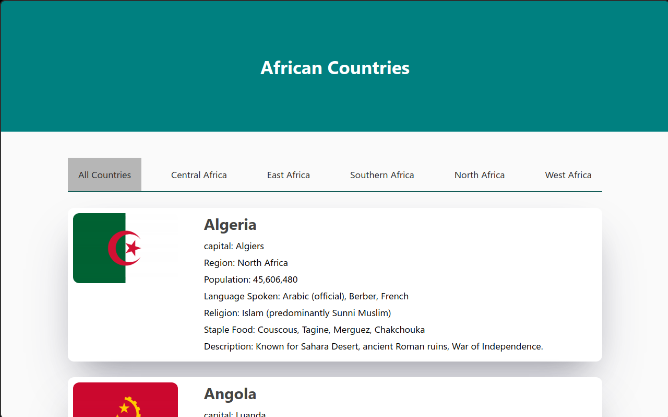 African Countries
All Countries Central Africa East Africa Southern Africa North Africa West Africa
Algeria
capital: Algiers
Region: North Africa
Population: 45,606,480
Language Spoken: Arabic (official), Berber, French
Religion: Islam (predominantly Sunni Muslim)
Staple Food: Couscous, Tagine, Merguez, Chakchouka
Description: Known for Sahara Desert, ancient Roman ruins, War of Independence.
Angola
capital: Luanda